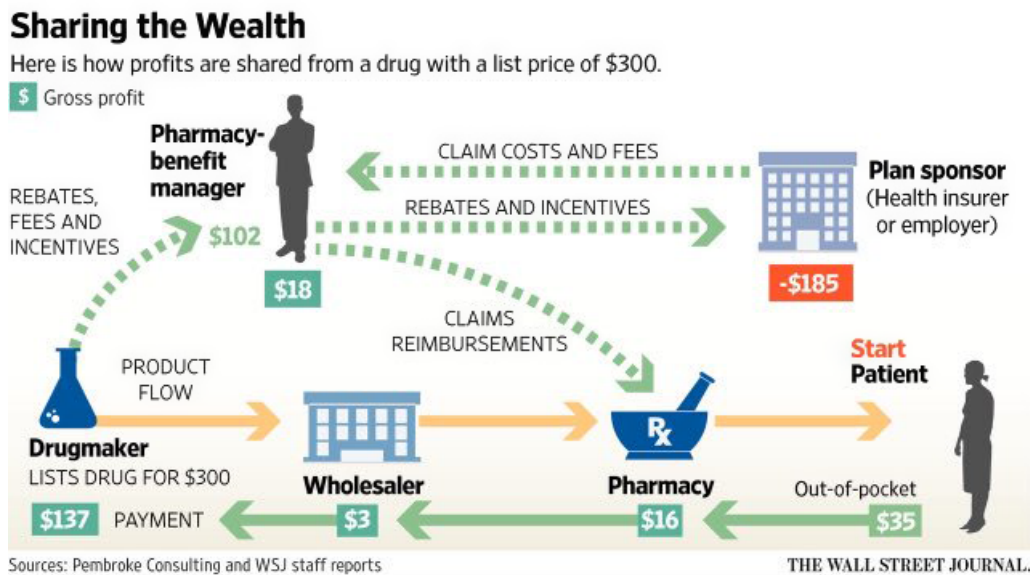 Sharing the Wealth
Here is how profits are shared from a drug with a list price of $300.
$ Gross profit
Pharmacy-
benefit
manager
REBATES,
FEES AND
INCENTIVES
$102
$18
CLAIM COSTS AND FEES
REBATES AND INCENTIVES
Plan sponsor
(Health insurer
or employer)
-$185
CLAIMS
REIMBURSEMENTS
PRODUCT
FLOW
Start
Patient
Drugmaker
LISTS DRUG FOR $300
Wholesaler
Rx
Pharmacy
Out-of-pocket
$137 PAYMENT
$3
$16
$35
Sources: Pembroke Consulting and WSJ staff reports
THE WALL STREET JOURNAL.